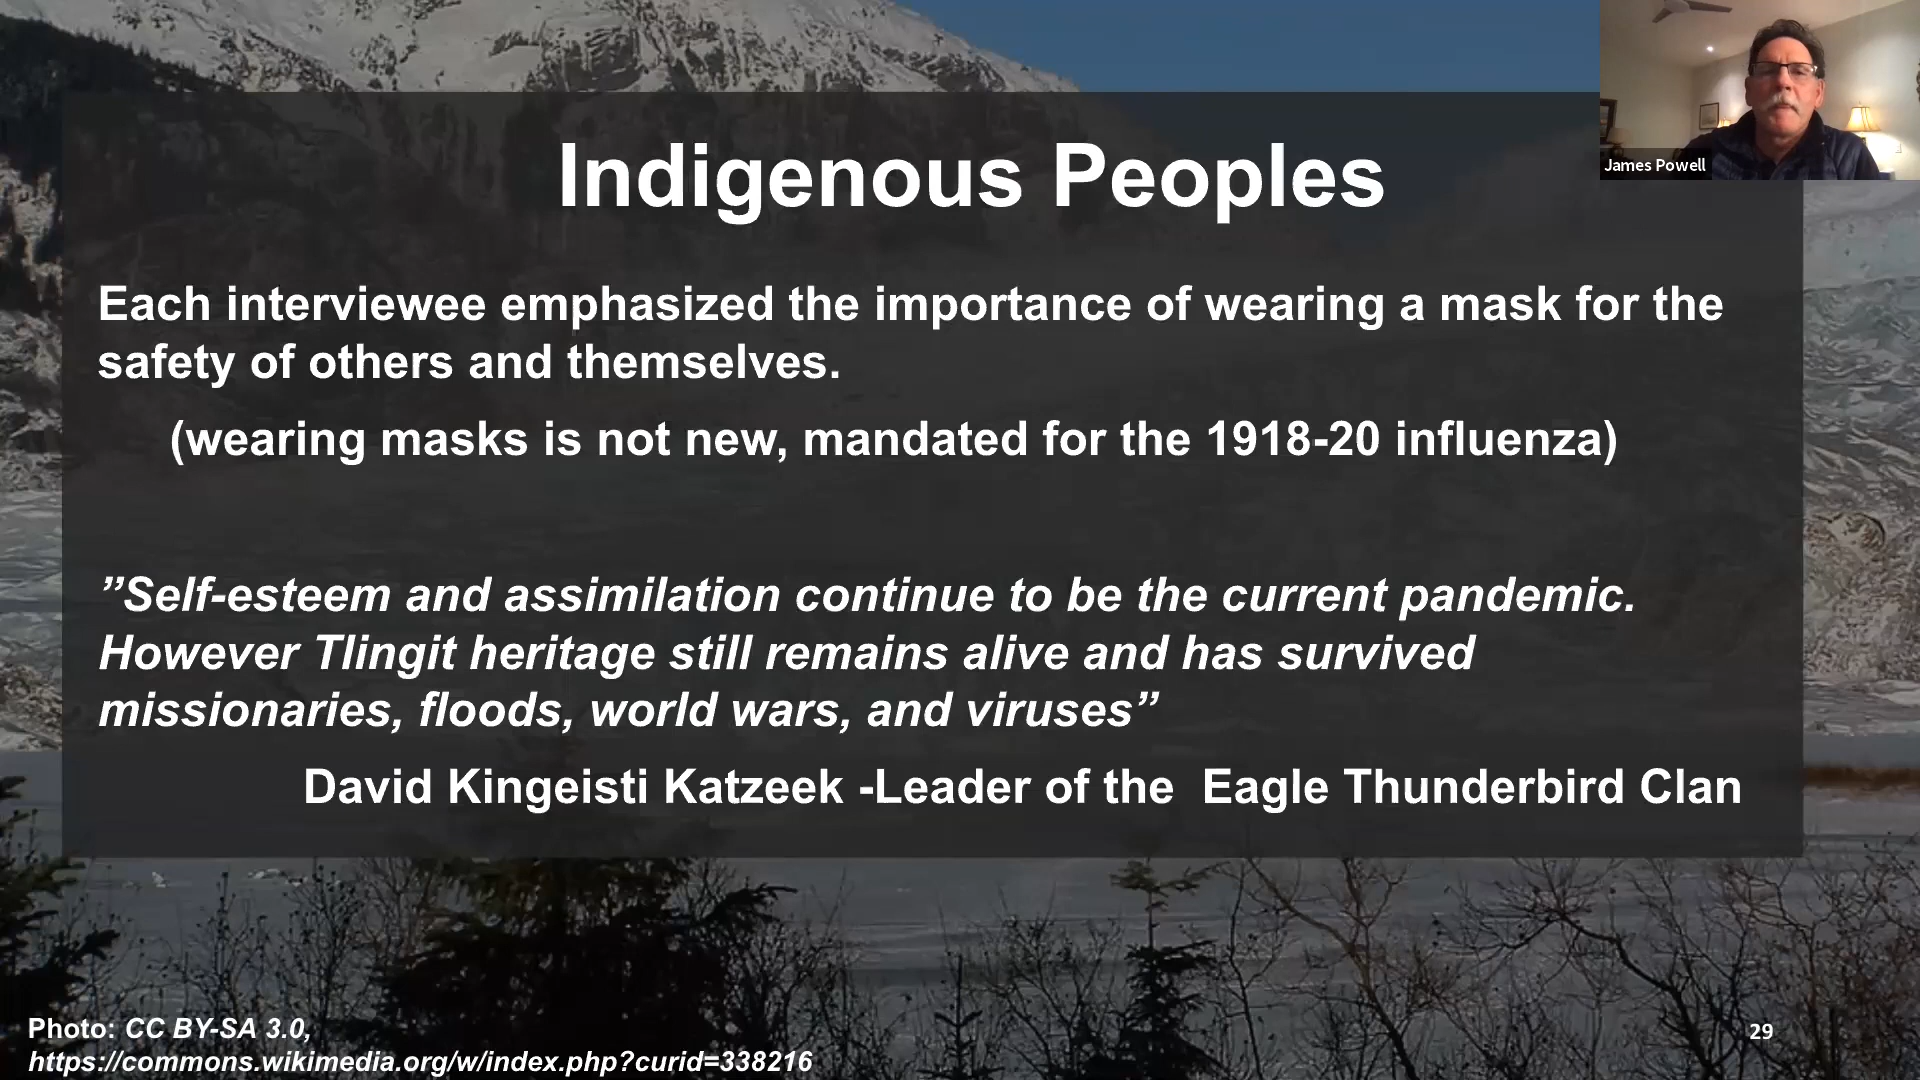 Indigenous Peoples
James Powell
Each interviewee emphasized the importance of wearing a mask for the
safety of others and themselves.
(wearing masks is not new, mandated for the 1918-20 influenza)
”Self-esteem and assimilation continue to be the current pandemic.
However Tlingit heritage still remains alive and has survived
missionaries, floods, world wars, and viruses”
David Kingeisti Katzeek -Leader of the  Eagle Thunderbird Clan
Photo: CC BY-SA 3.0,
https://commons.wikimedia.org/w/index.php?curid=338216
29